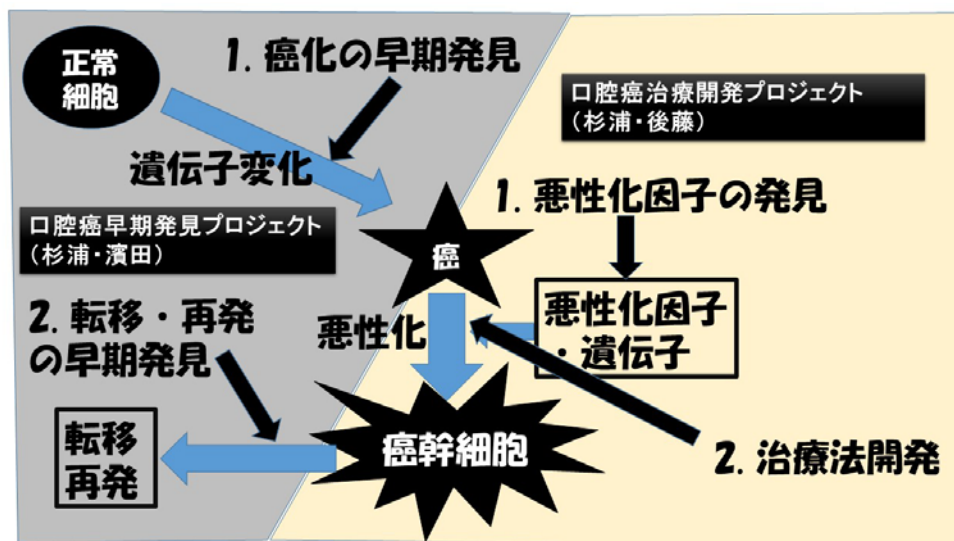 正常
細胞
1. 癌化の早期発見
遺伝子変化
口腔癌早期発見プロジェクト
(杉浦・濱田)
2. 転移・再発
の早期発見
転移
再発
癌
悪性化
癌幹細胞
口腔癌治療開発プロジェクト
(杉浦・後藤)
1. 悪性化因子の発見
悪性化因子
・遺伝子
2. 治療法開発